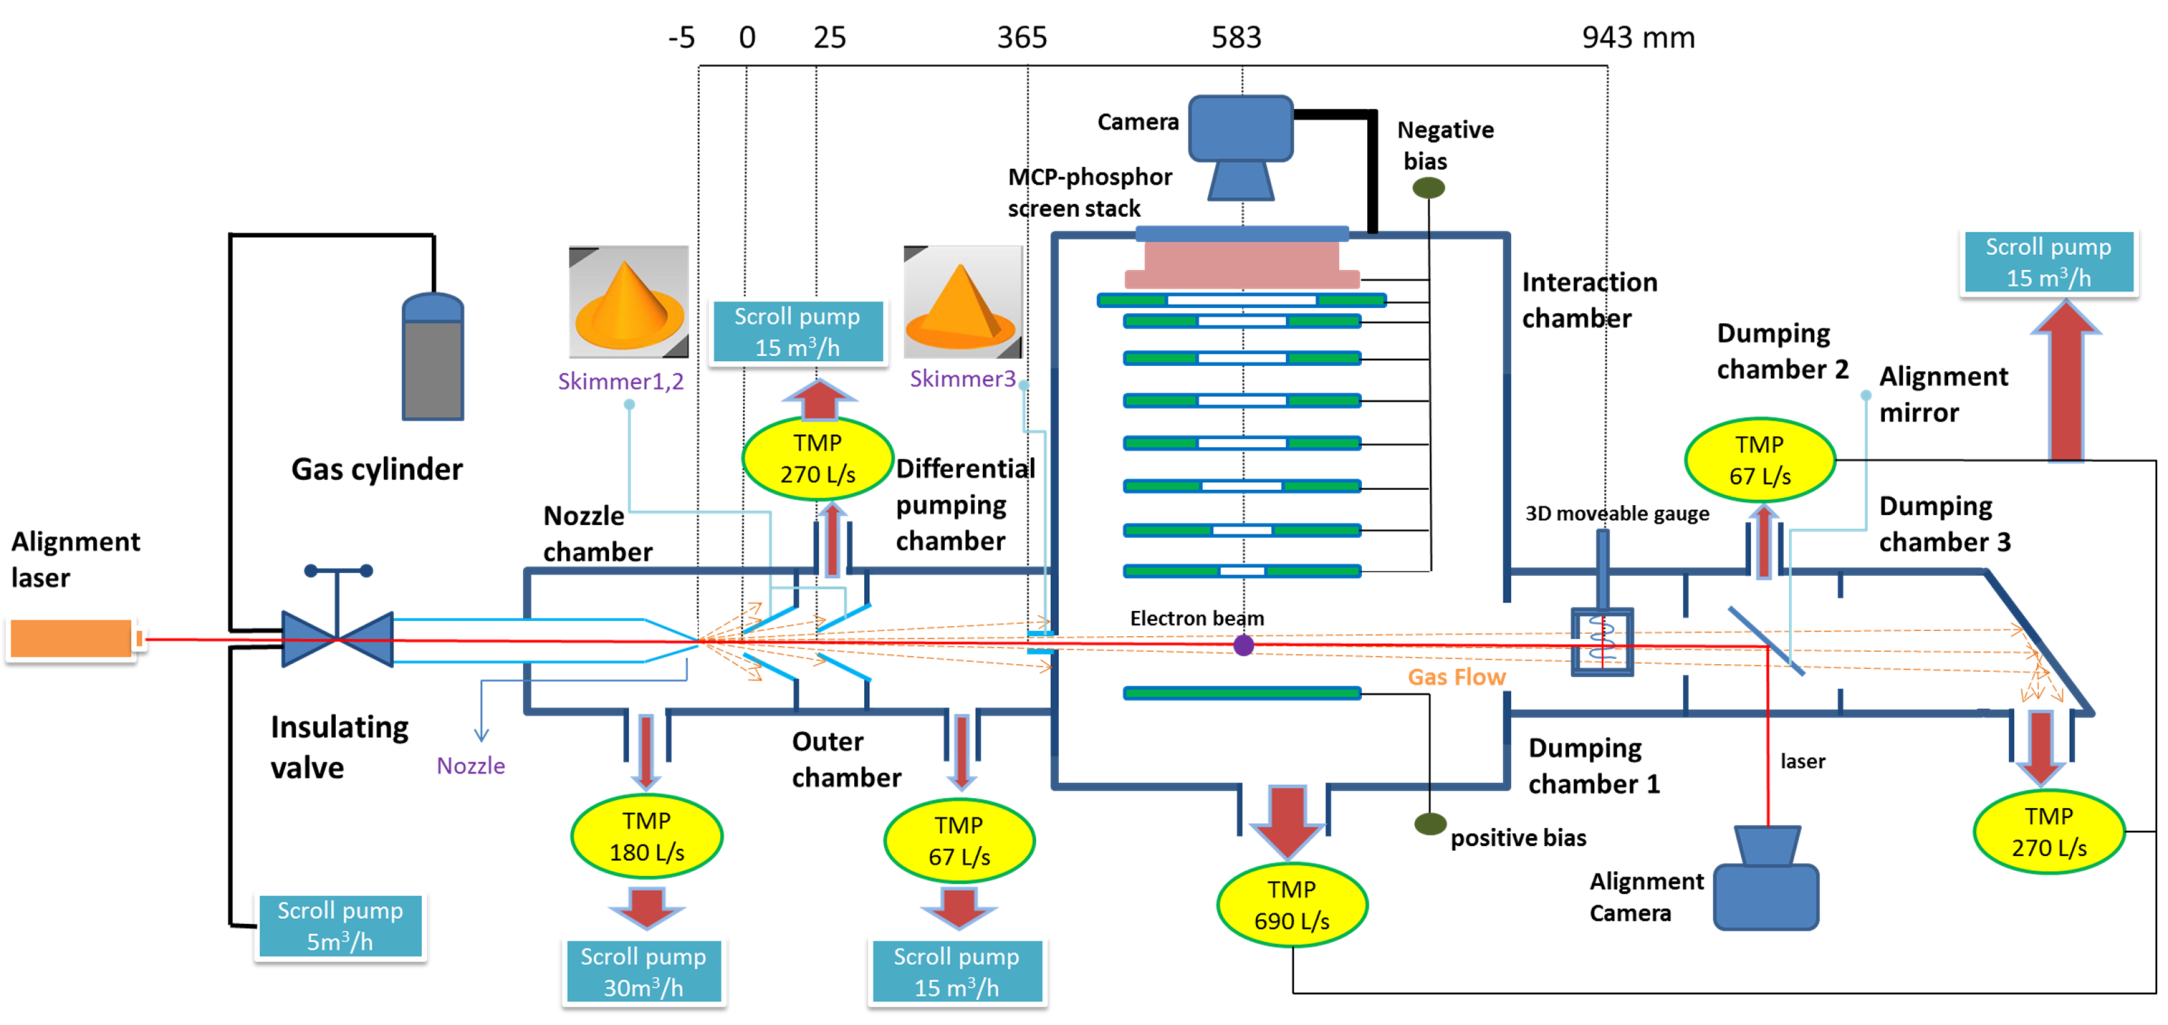 -5 0 25 365 583 943 mm
Camera
Negative
bias
MCP-phosphor
screen stack
Scroll pump
15 m³/h
Interaction
chamber
Scroll pump
15 m³/h
Dumping
chamber 2
Alignment
mirror
Skimmer1,2
Skimmer3
TMP
270 L/s
Differential
pumping
chamber
TMP
67 L/s
Gas cylinder
Nozzle
chamber
3D moveable gauge
Dumping
chamber 3
Alignment
laser
Electron beam
Gas Flow
Insulating
valve
Nozzle
Outer
chamber
Dumping
chamber 1
laser
positive bias
TMP
180 L/s
TMP
67 L/s
TMP
690 L/s
TMP
270 L/s
Alignment
Camera
Scroll pump
5m³/h
Scroll pump
30m³/h
Scroll pump
15 m³/h